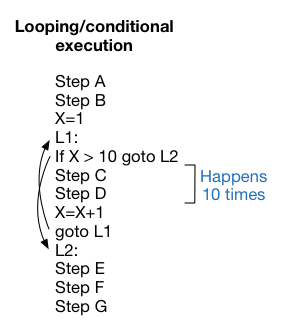 Looping/conditional
execution
Step A
Step B
X=1
L1:
If X > 10 goto L2
Step C
Step D
Happens
10 times
X=X+1
goto L1
L2:
Step E
Step F
Step G